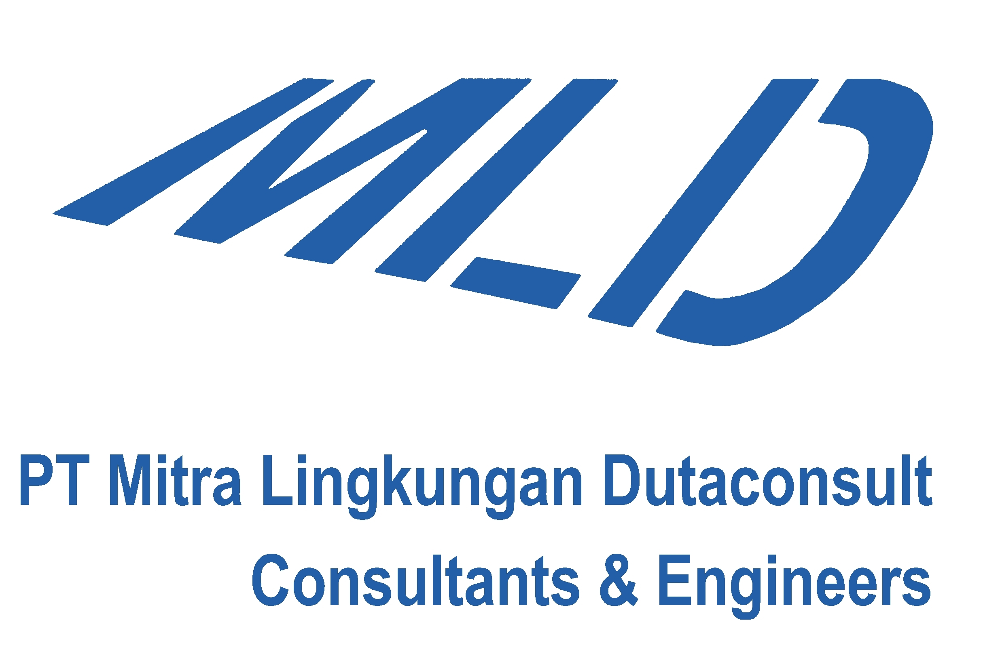 MLD
PT Mitra Lingkungan Dutaconsult
Consultants & Engineers